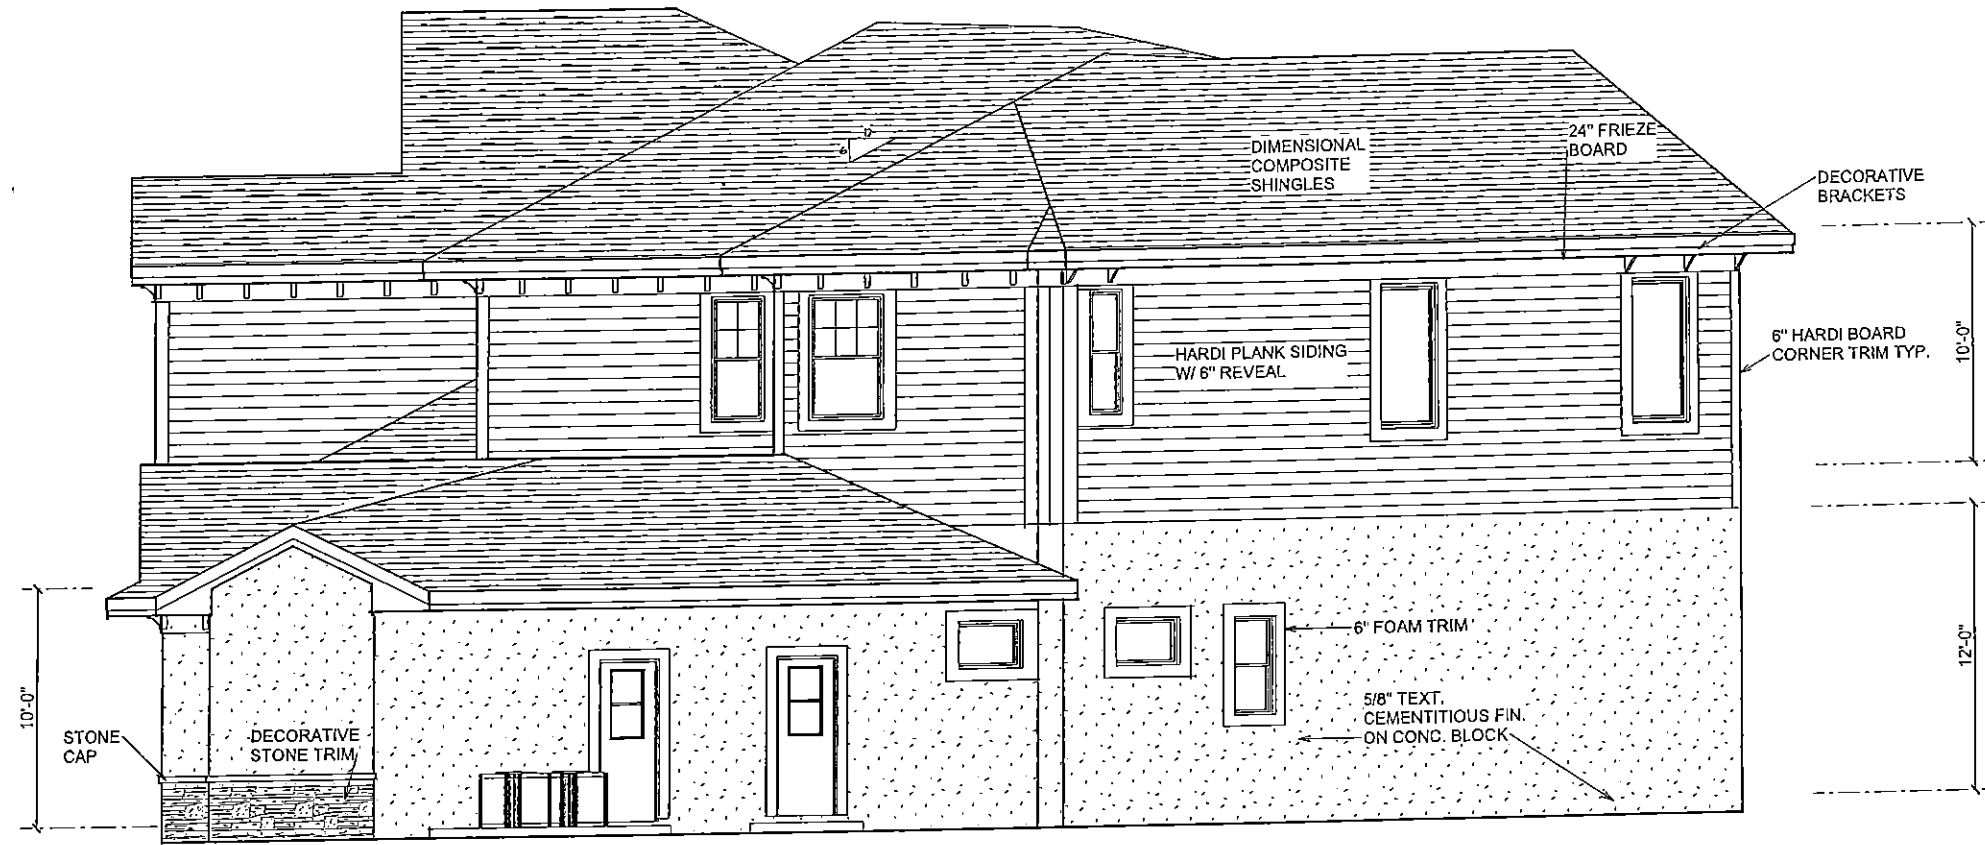 12
6
DIMENSIONAL
COMPOSITE
SHINGLES
24" FRIEZE
BOARD
DECORATIVE
BRACKETS
HARDI PLANK SIDING
W/ 6" REVEAL
6" HARDI BOARD
CORNER TRIM TYP.
10'-0"
6" FOAM TRIM
12'-0"
5/8" TEXT.
CEMENTITIOUS FIN.
ON CONC. BLOCK
10'-0"
STONE
CAP
DECORATIVE
STONE TRIM